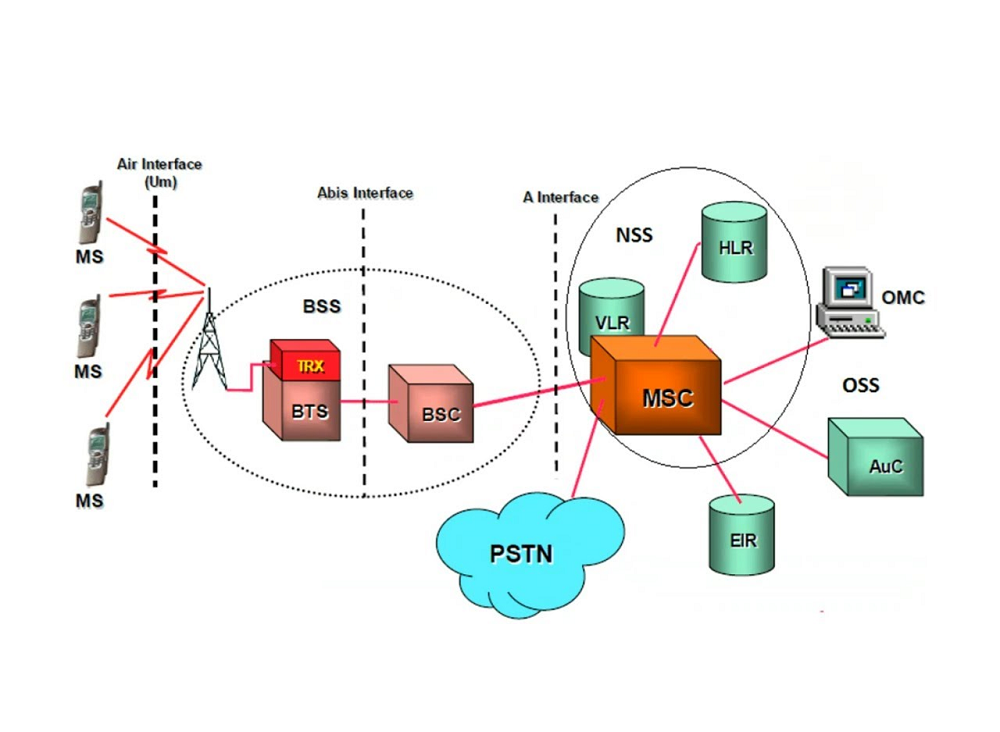 Air Interface
(Um)
Abis Interface
A Interface
MS
MS
MS
BSS
TRX
BTS
BSC
NSS
HLR
VLR
MSC
OMC
OSS
AuC
EIR
PSTN